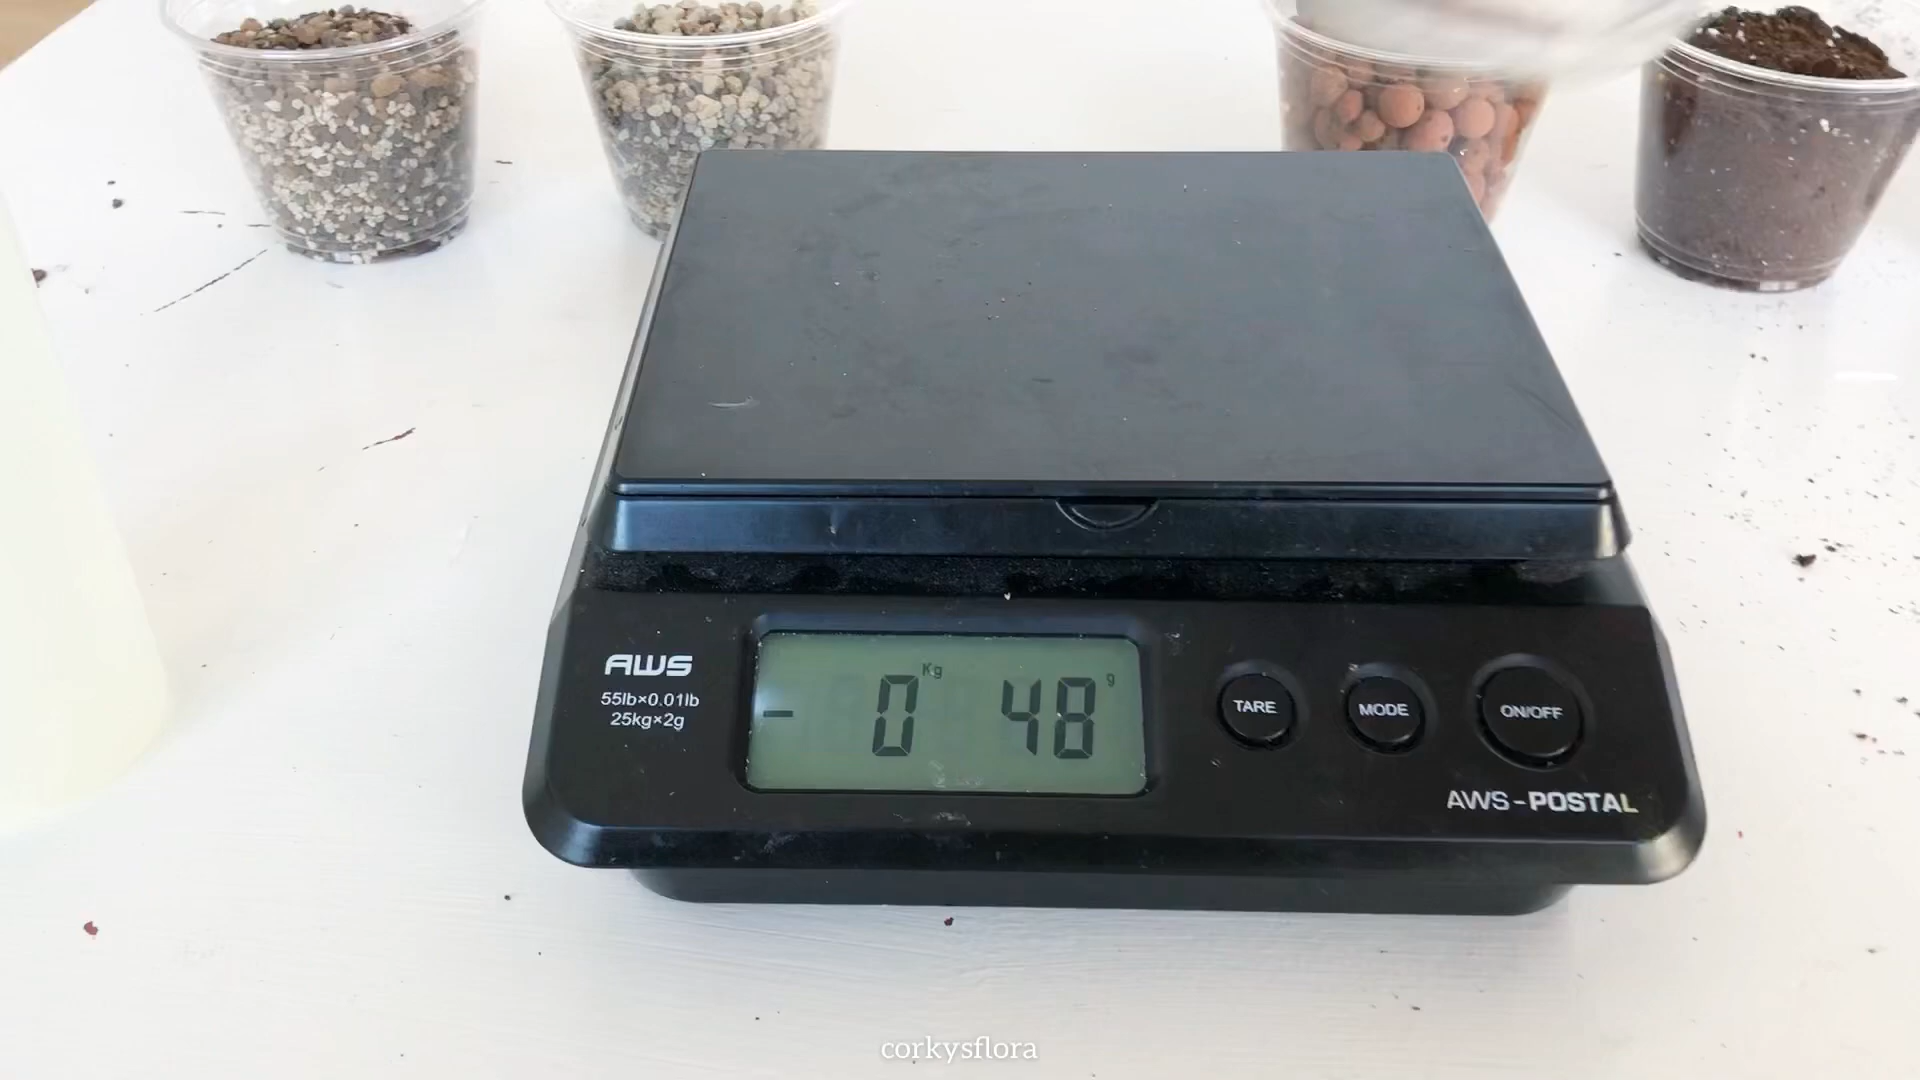 AWS
55lb×0.01lb
25kg×2g
- 0 Kg 48 g
TARE
MODE
ON/OFF
AWS-POSTAL
corkysflora